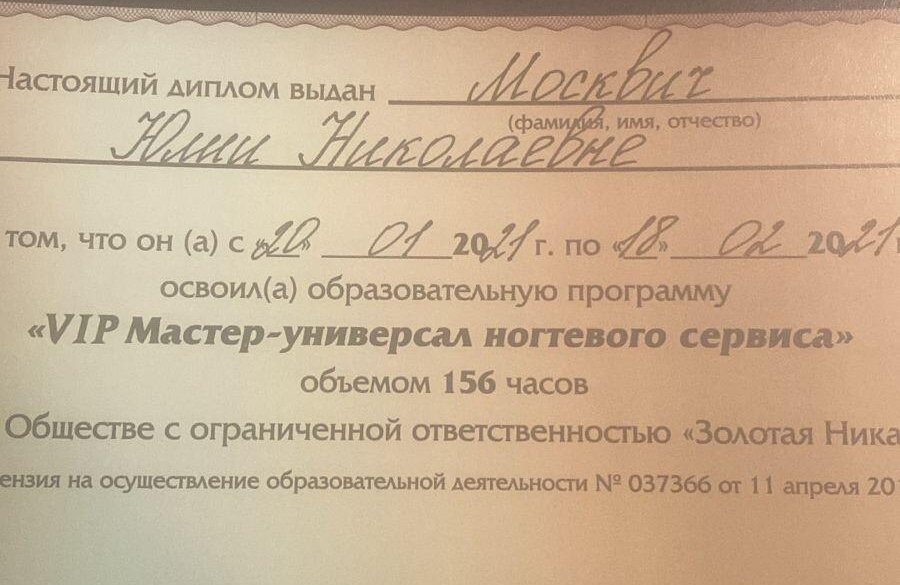 Настоящий диплом выдан Москвич
(фамилия, имя, отчество)
Юлии Николаевне
том, что он (а) с «20» 01 2021 г. по «18» 02 2021 г
освоил(а) образовательную программу
«VIP Мастер-универсал ногтевого сервиса»
объемом 156 часов
Обществе с ограниченной ответственностью «Золотая Ника
ензия на осуществление образовательной деятельности № 037366 от 11 апреля 201